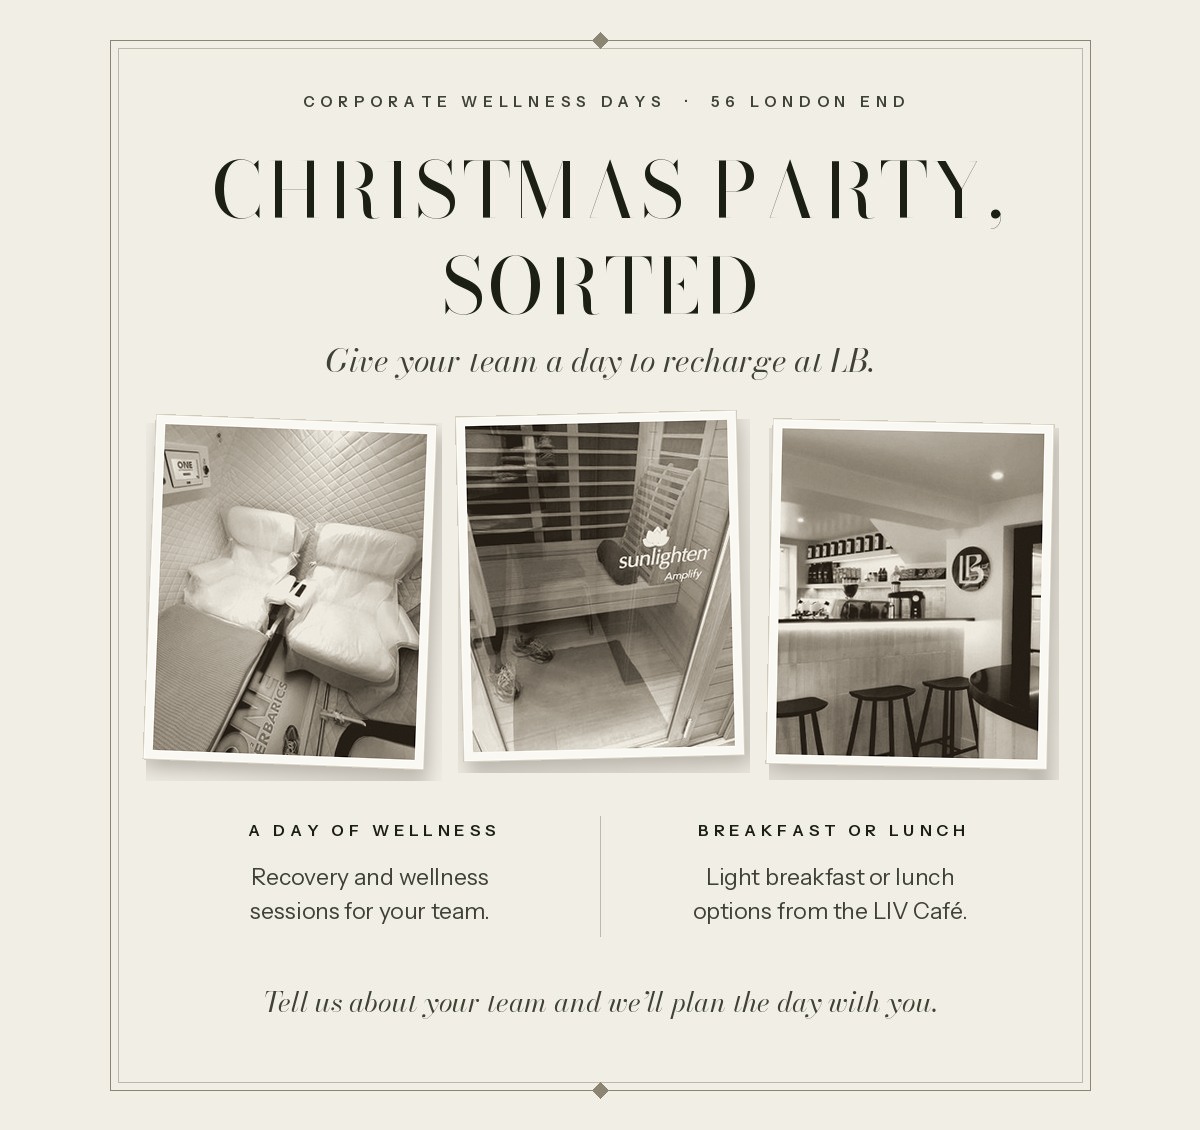 CORPORATE WELLNESS DAYS · 56 LONDON END
CHRISTMAS PARTY,
SORTED
Give your team a day to recharge at LB.
ONE
sunlighten
Amplify
LB
A DAY OF WELLNESS
Recovery and wellness
sessions for your team.
BREAKFAST OR LUNCH
Light breakfast or lunch
options from the LIV Café.
Tell us about your team and we’ll plan the day with you.